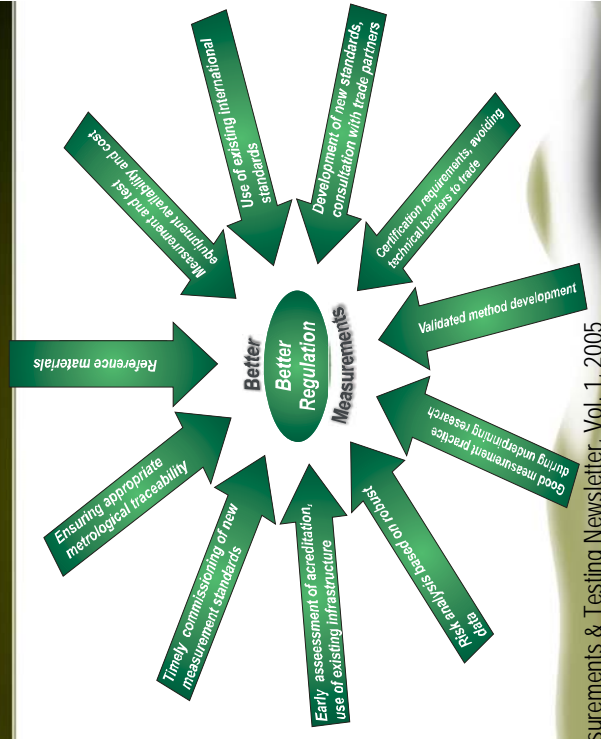 Better
Better
Regulation
Measurements
Development of new standards,
consultation with trade partners
Certification requirements, avoiding
technical barriers to trade
Validated method development
Good measurement practice
during underpinning research
Risk analysis based on robust
data
Early asseessment of acreditation,
use of existing infrastructure
Timely commissioning of new
measurement standards
Ensuring appropriate
metrological traceability
Reference materials
Measurement and test
equipment availability and cost
Use of existing international
standards
& Testing Newsletter, Vol. 1, 2005